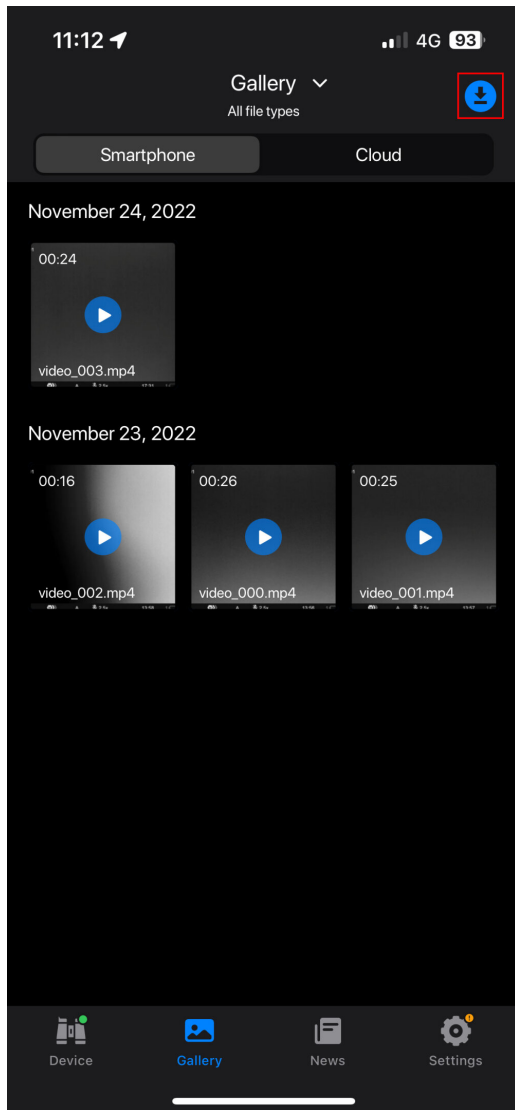 11:12 4G 93
Gallery
All file types
Smartphone Cloud
November 24, 2022
00:24
video_003.mp4
November 23, 2022
00:16 00:26 00:25
video_002.mp4 video_000.mp4 video_001.mp4
Device Gallery News Settings